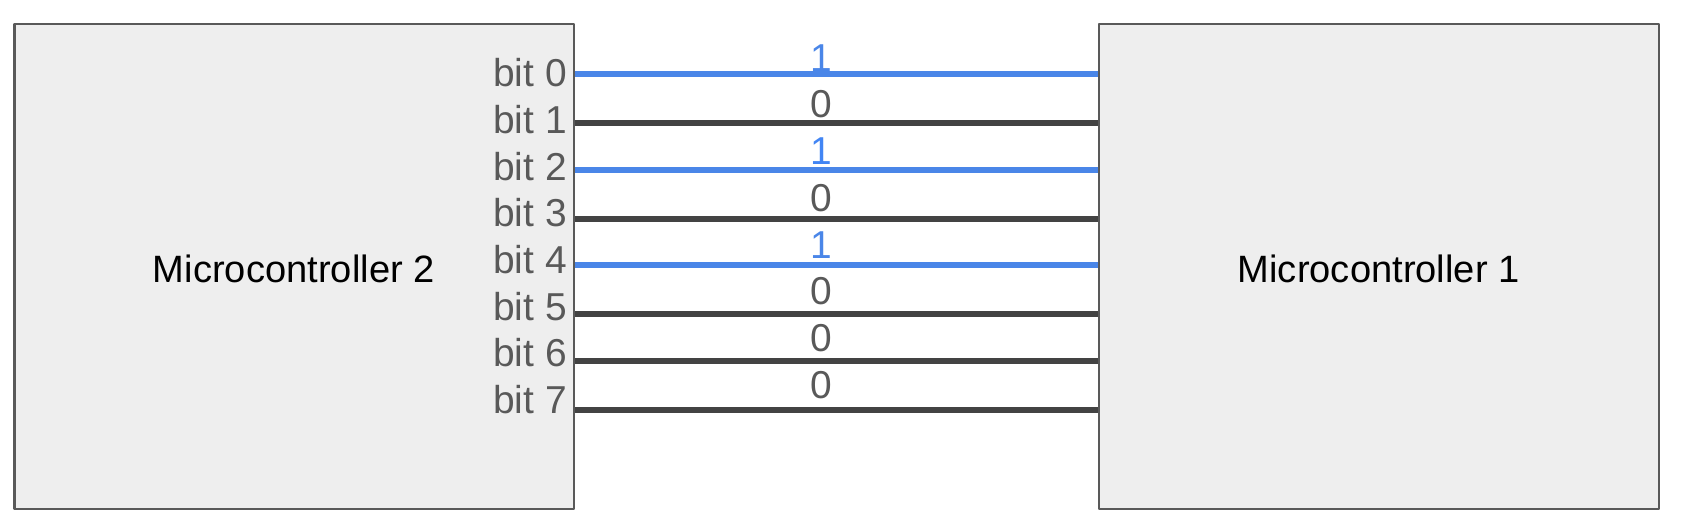 bit 0
1
bit 1
0
bit 2
1
bit 3
0
bit 4
1
bit 5
0
bit 6
0
bit 7
0
Microcontroller 2
Microcontroller 1